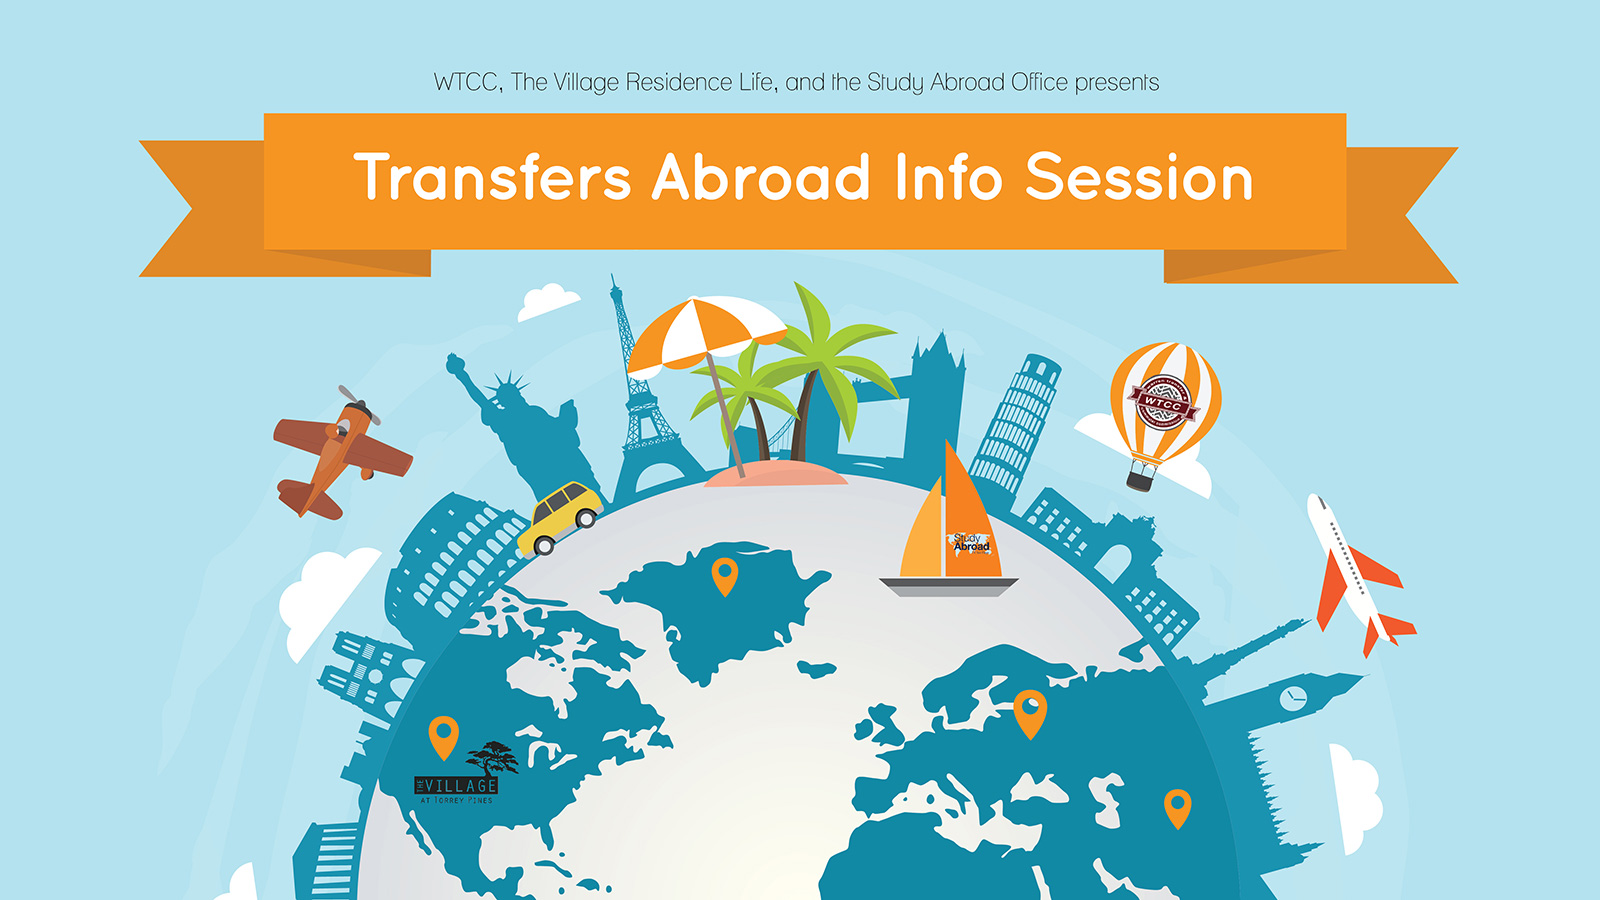 WTCC, The Village Residence Life, and the Study Abroad Office presents
Transfers Abroad Info Session
WTCC
Study
Abroad
THE VILLAGE
AT TORREY PINES